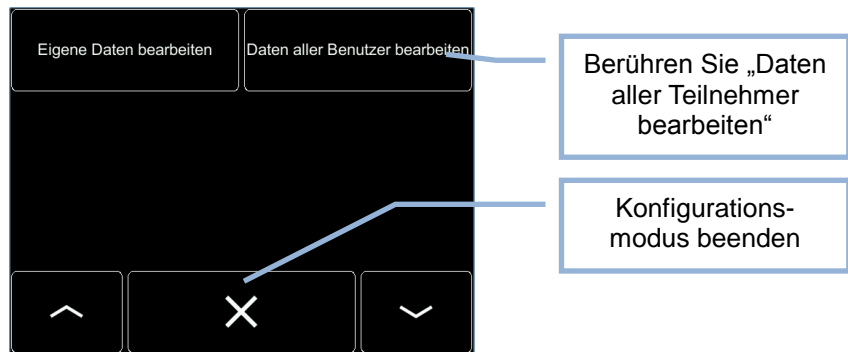 Eigene Daten bearbeiten
Daten aller Benutzer bearbeiten
Berühren Sie „Daten
aller Teilnehmer
bearbeiten“
Konfigurations-
modus beenden